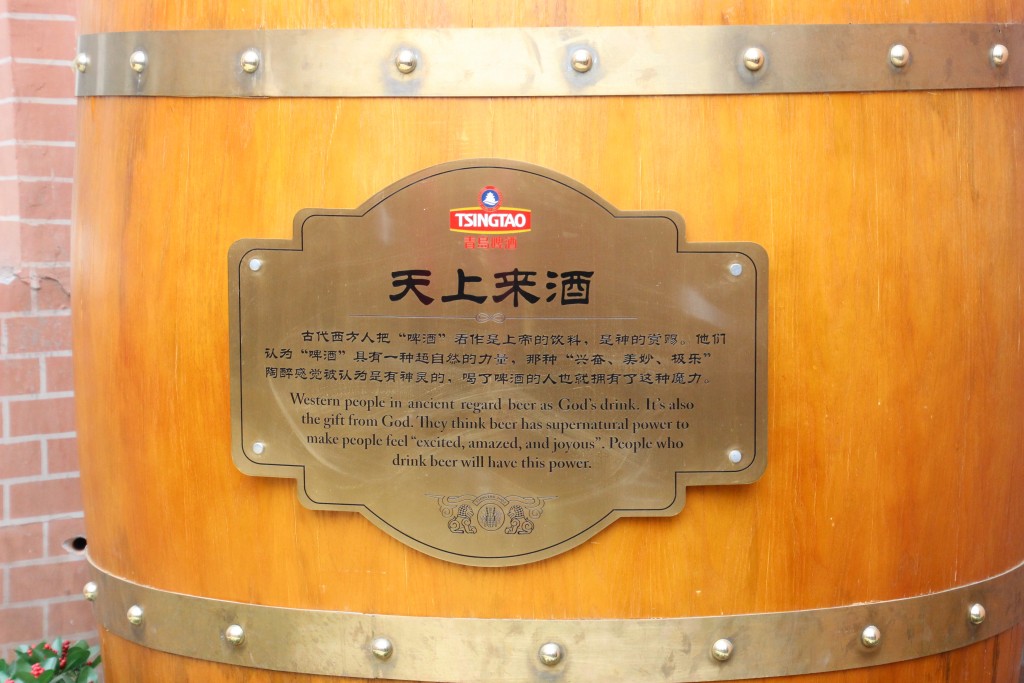 TSINGTAO
青岛啤酒
天上来酒
古代西方人把“啤酒”看作是上帝的饮料，是神的赏赐。他们
认为“啤酒”具有一种超自然的力量，那种“兴奋、美妙、极乐”
陶醉感觉被认为是有神灵的，喝了啤酒的人也就拥有了这种魔力。
Western people in ancient regard beer as God's drink. It's also
the gift from God. They think beer has supernatural power to
make people feel “excited, amazed, and joyous”. People who
drink beer will have this power.